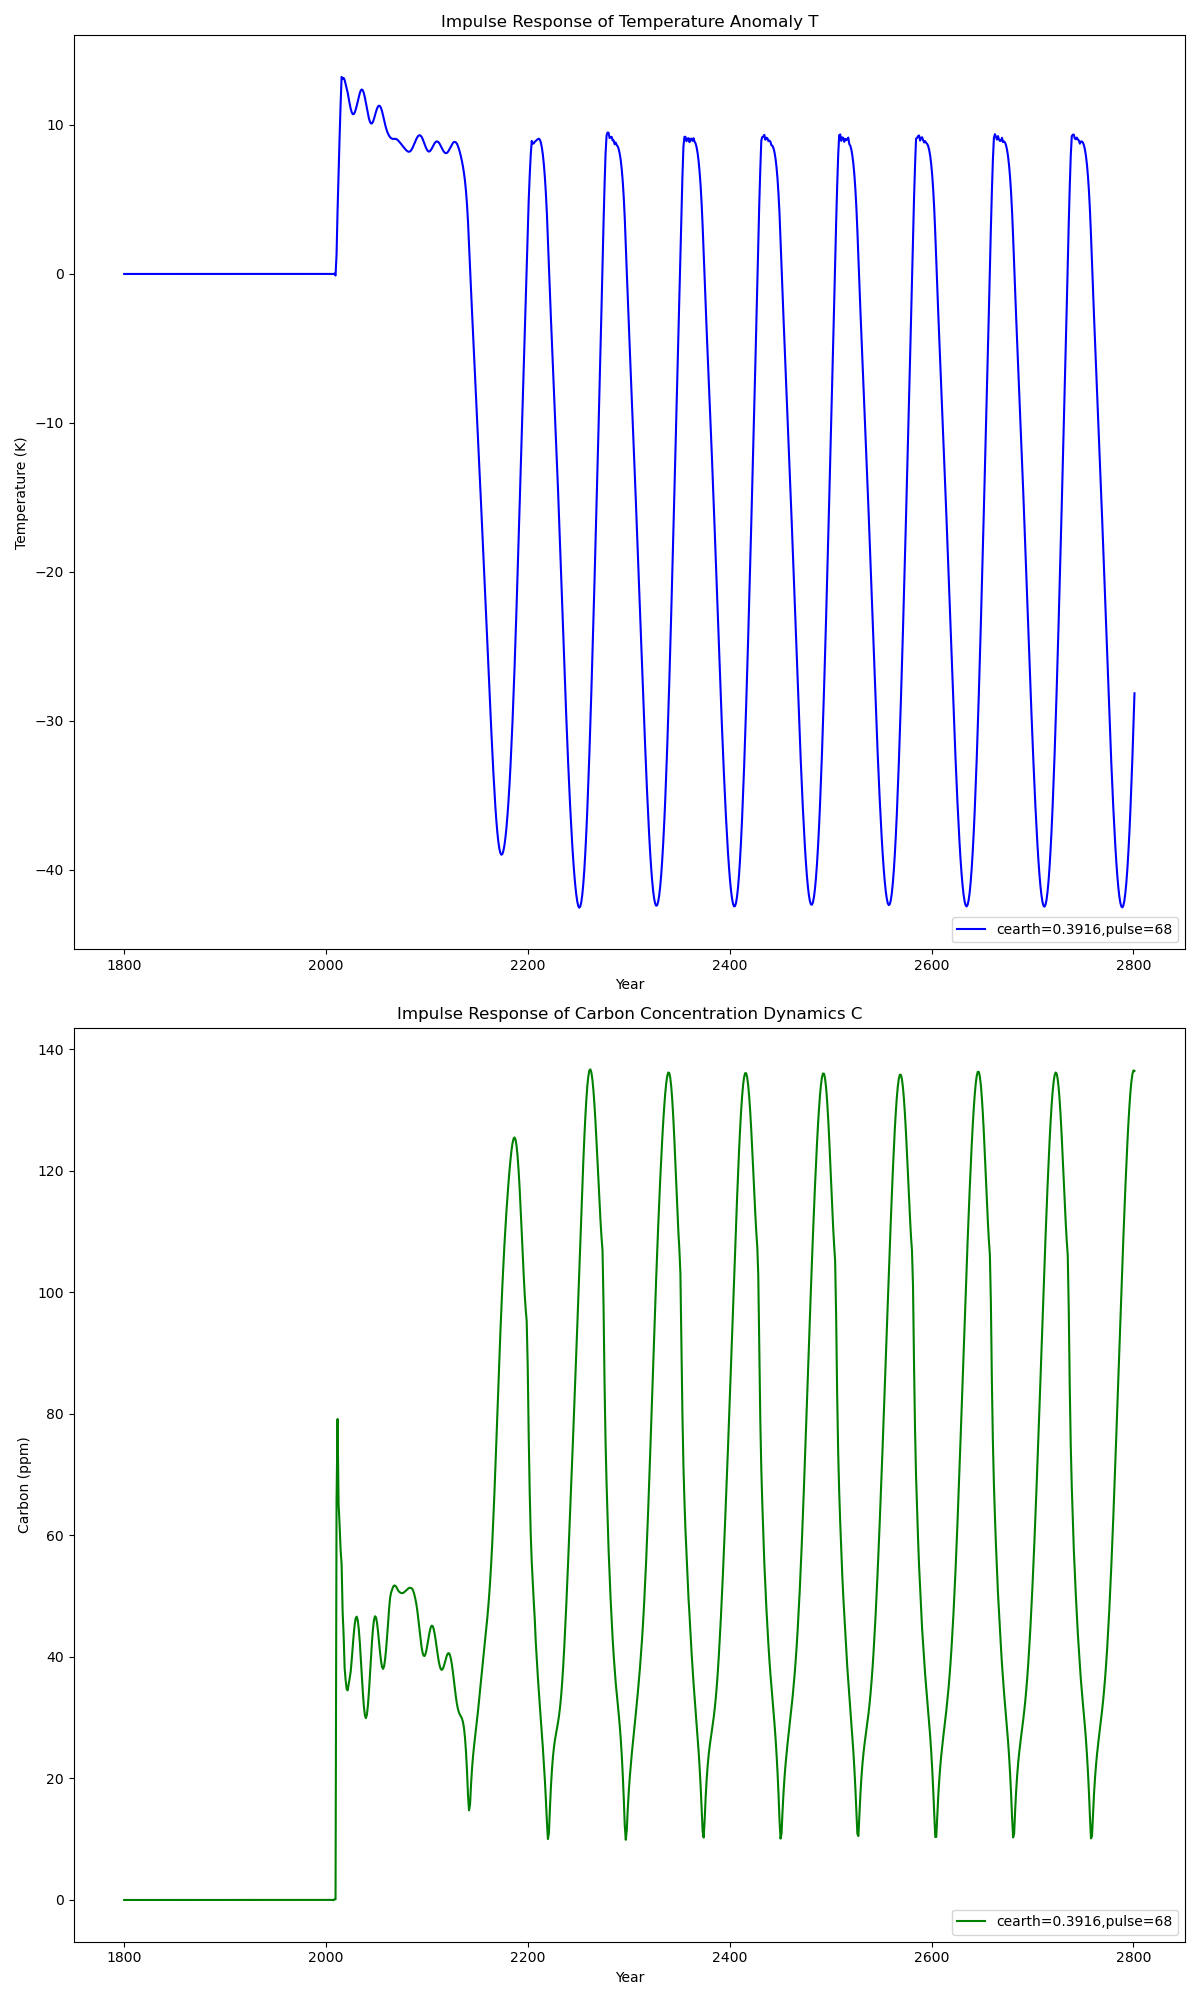 Impulse Response of Temperature Anomaly T
Temperature (K)
10
0
−10
−20
−30
−40
1800 2000 2200 2400 2600 2800
Year
cearth=0.3916,pulse=68
Impulse Response of Carbon Concentration Dynamics C
Carbon (ppm)
140
120
100
80
60
40
20
0
1800 2000 2200 2400 2600 2800
Year
cearth=0.3916,pulse=68